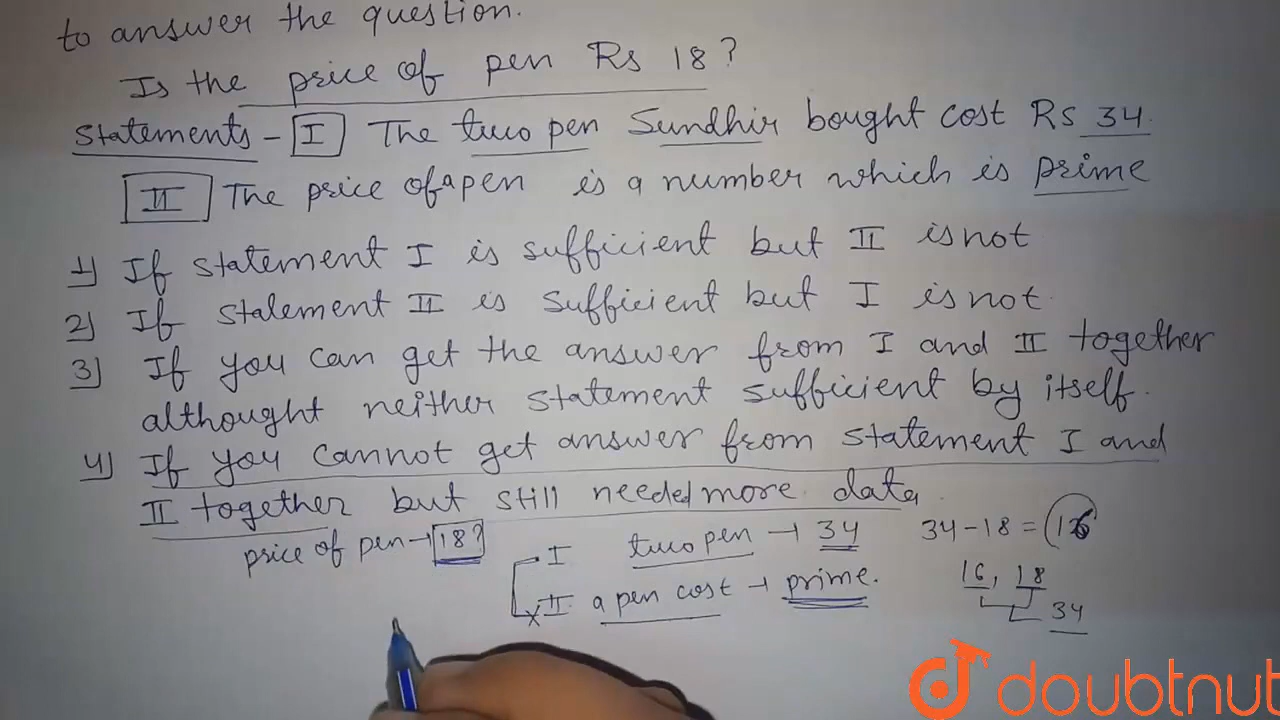 to answer the question.
Is the price of pen Rs 18?
Statements - I The two pen Sundhir bought cost Rs 34.
II The price of a pen is a number which is prime
1) If statement I is sufficient but II is not
2) If statement II is sufficient but I is not.
3) If you can get the answer from I and II together
althought neither statement sufficient by itself.
4) If you cannot get answer from statement I and
II together but still needed more data.
price of pen → 18?
I two pen → 34
34 - 18 = 16
II a pen cost → prime.
16, 18
34
doubtnut